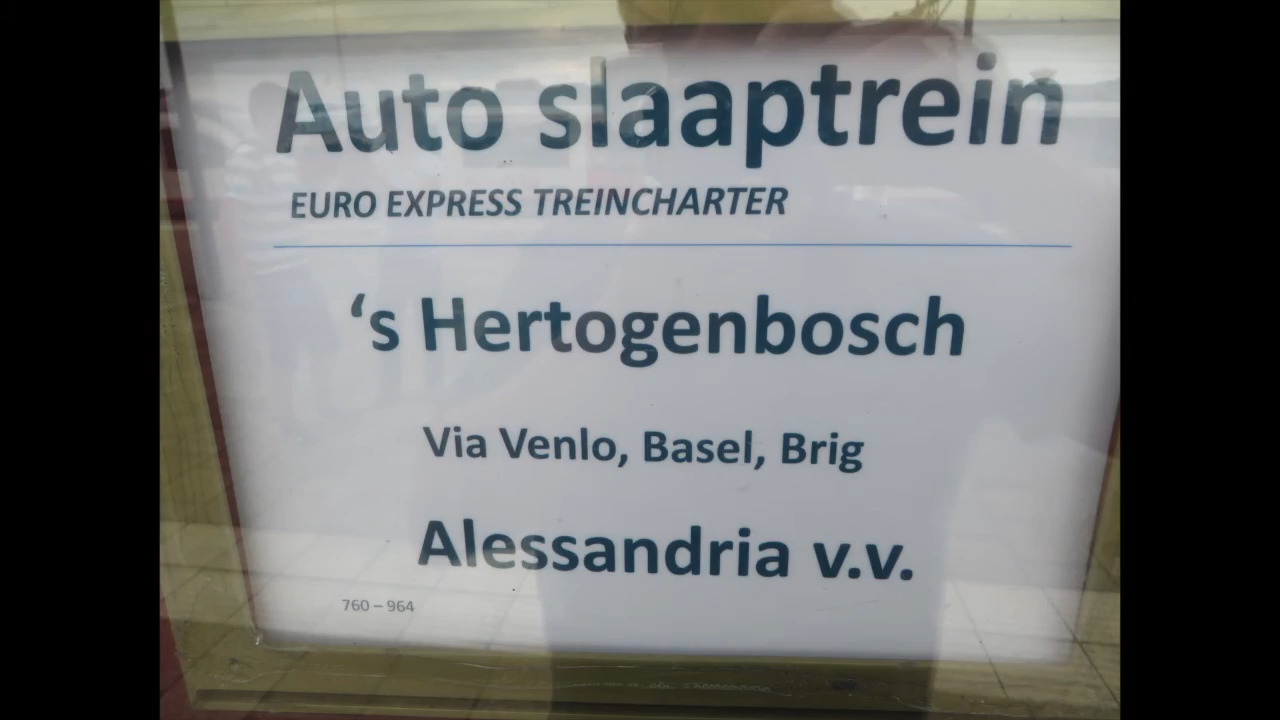 Auto slaaptrein
EURO EXPRESS TREINCHARTER
‘s Hertogenbosch
Via Venlo, Basel, Brig
Alessandria v.v.
760 – 964